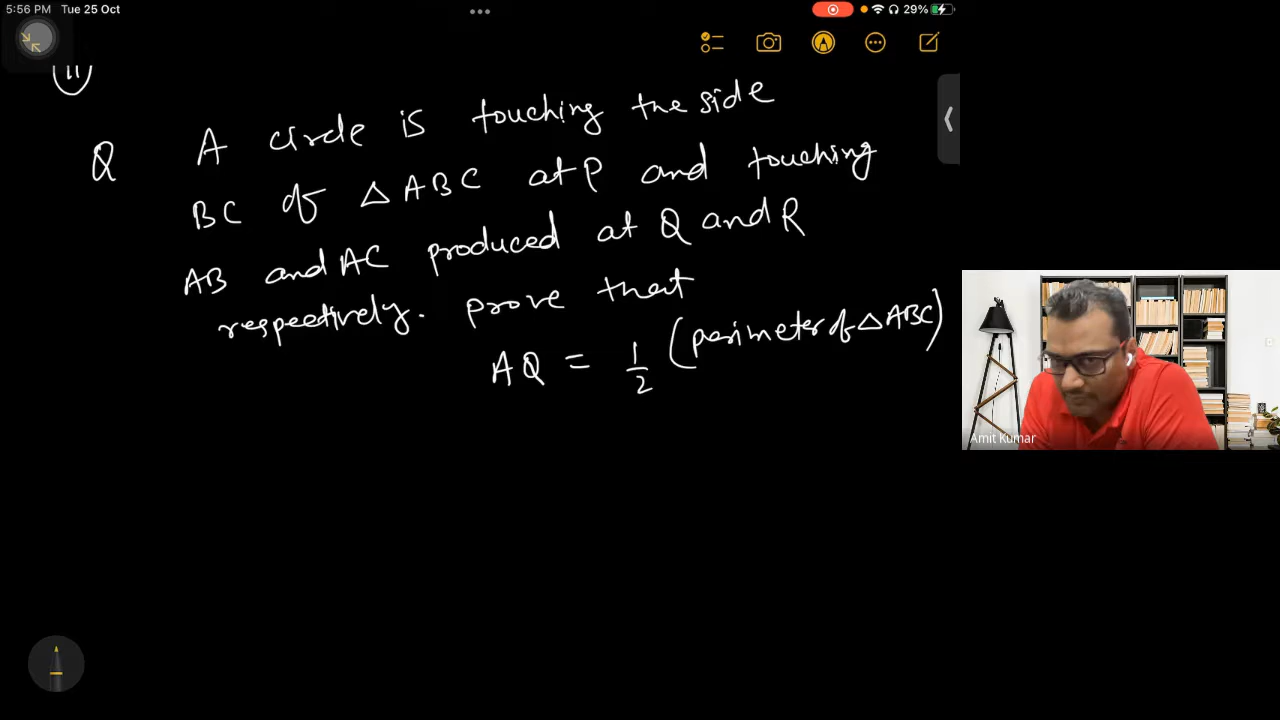 5:56 PM Tue 25 Oct
29%
11
Q A circle is touching the side
BC of △ABC at P and touching
AB and AC produced at Q and R
respectively. prove that
AQ = 1/2 (perimeter of △ABC)
Amit Kumar